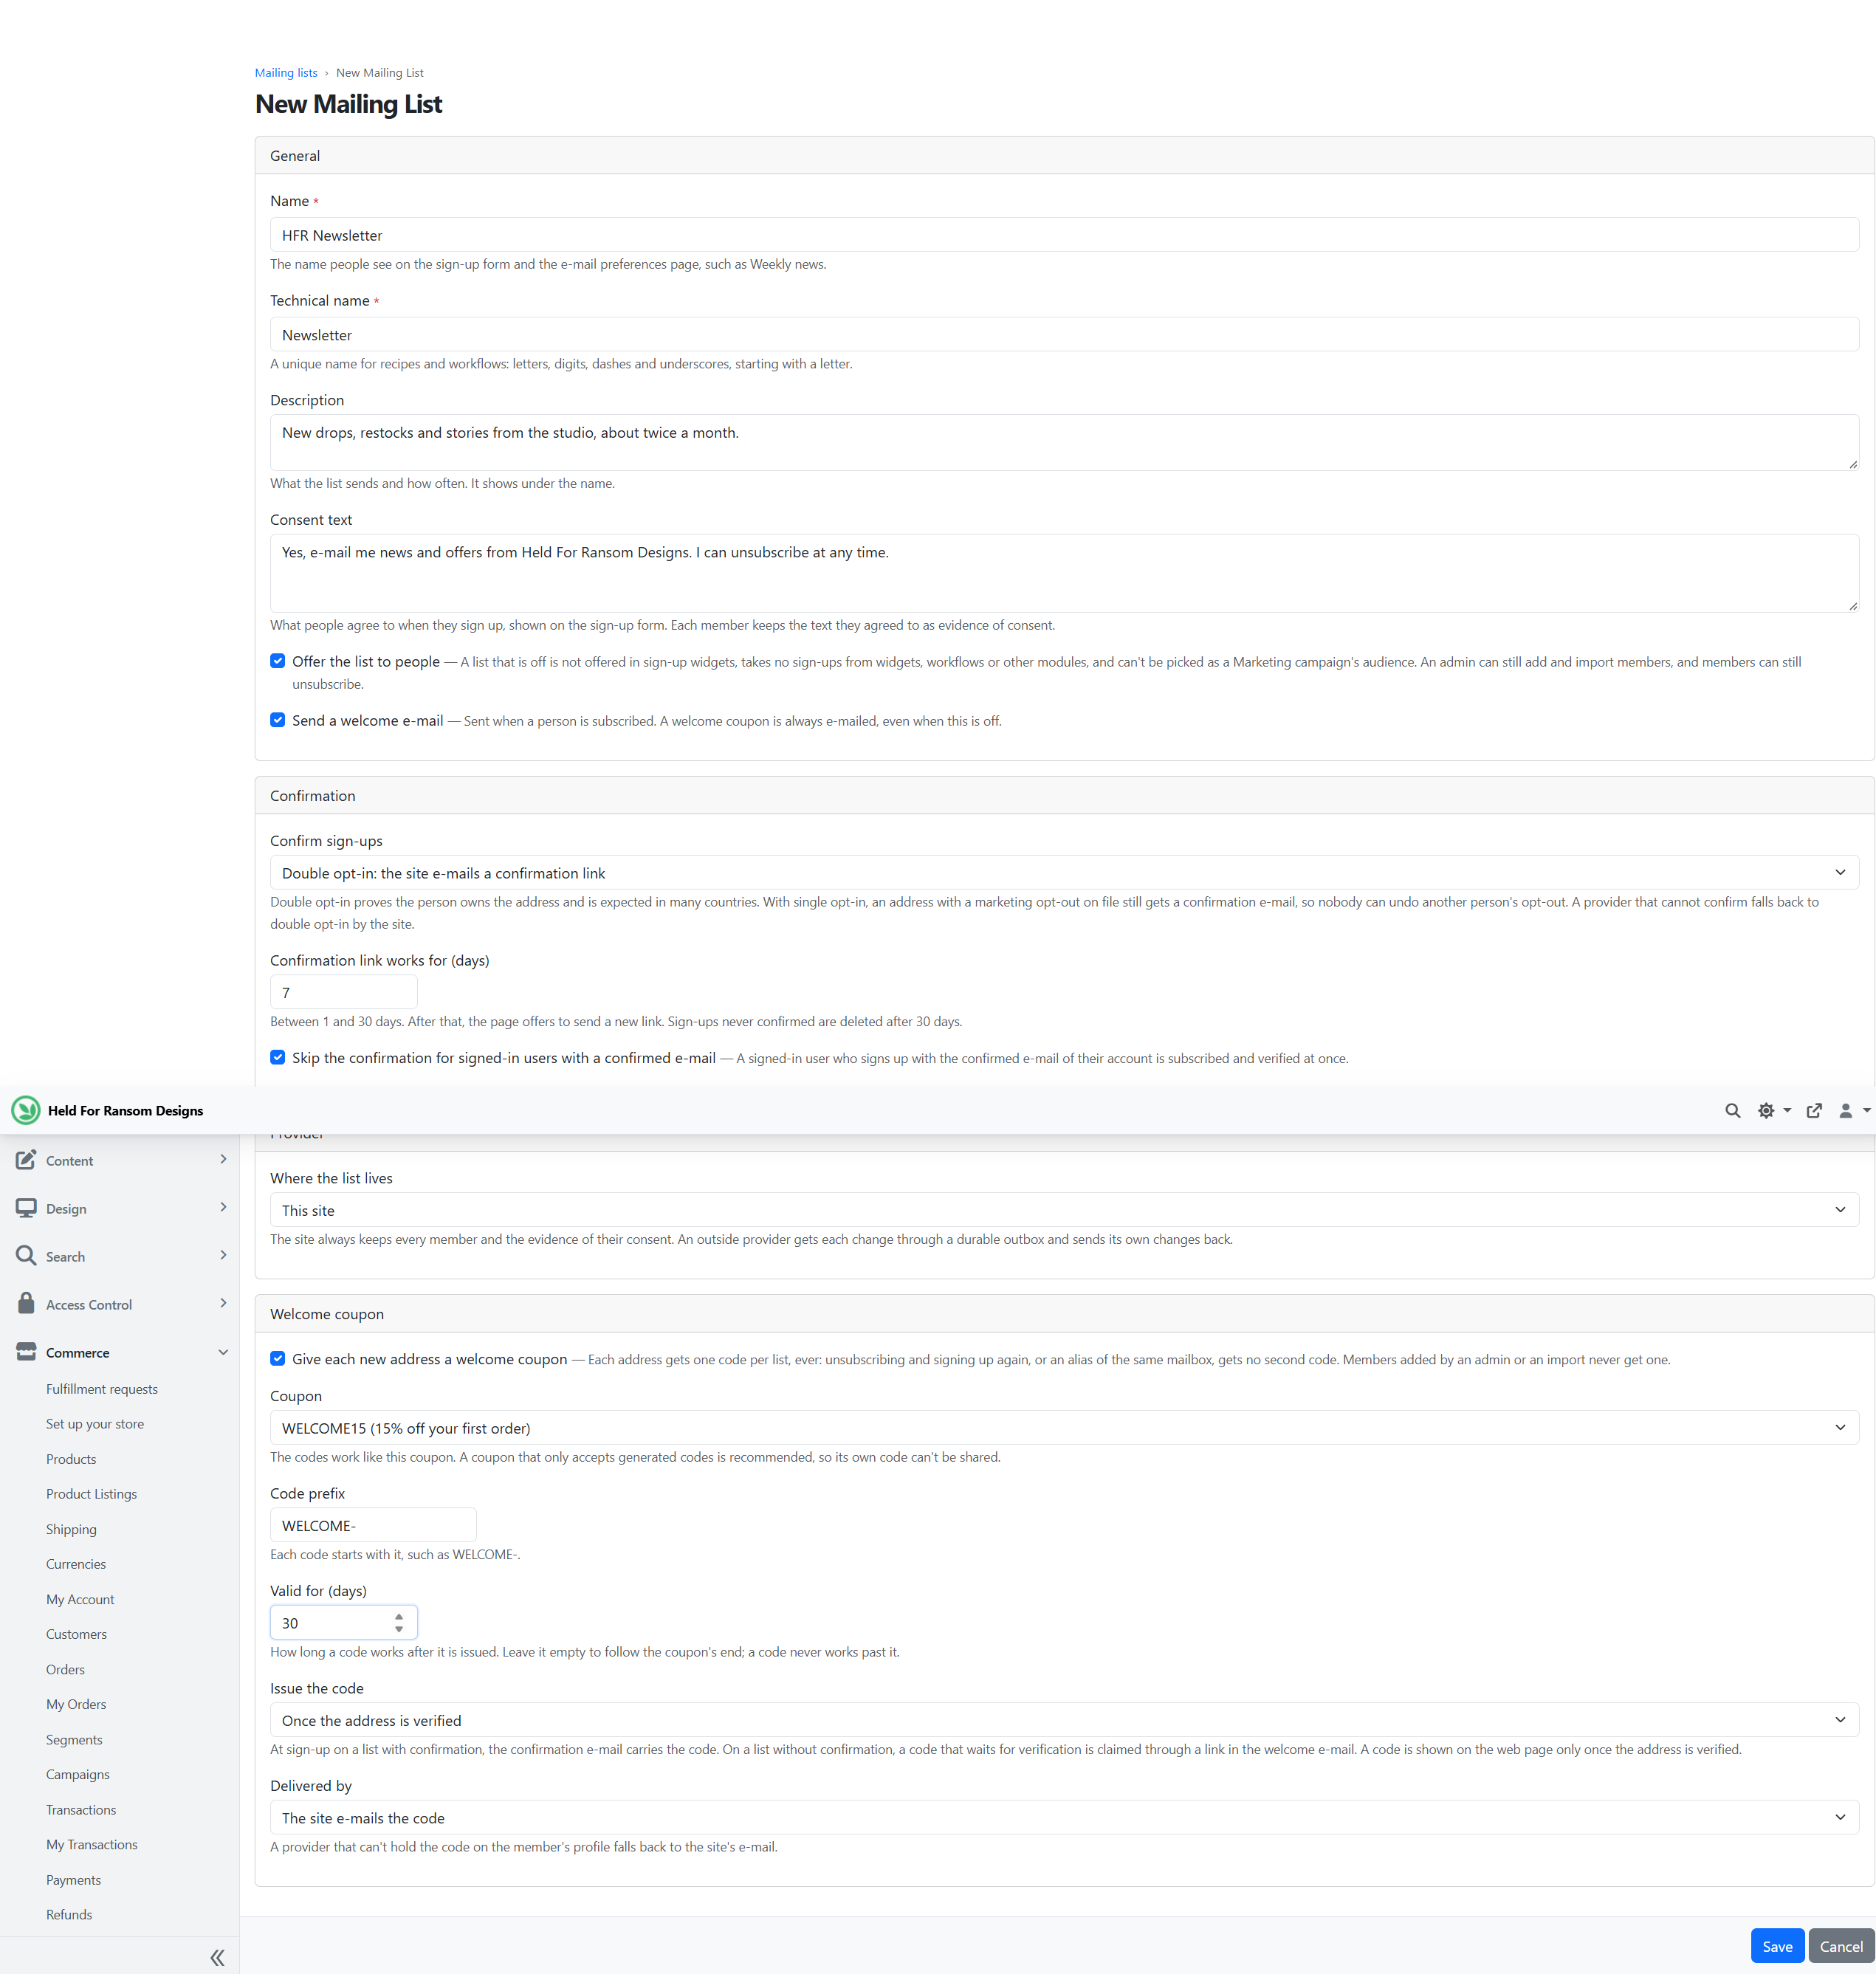 Mailing lists › New Mailing List
New Mailing List
General
Name *
HFR Newsletter
The name people see on the sign-up form and the e-mail preferences page, such as Weekly news.
Technical name *
Newsletter
A unique name for recipes and workflows: letters, digits, dashes and underscores, starting with a letter.
Description
New drops, restocks and stories from the studio, about twice a month.
What the list sends and how often. It shows under the name.
Consent text
Yes, e-mail me news and offers from Held For Ransom Designs. I can unsubscribe at any time.
What people agree to when they sign up, shown on the sign-up form. Each member keeps the text they agreed to as evidence of consent.
Offer the list to people — A list that is off is not offered in sign-up widgets, takes no sign-ups from widgets, workflows or other modules, and can't be picked as a Marketing campaign's audience. An admin can still add and import members, and members can still
unsubscribe.
Send a welcome e-mail — Sent when a person is subscribed. A welcome coupon is always e-mailed, even when this is off.
Confirmation
Confirm sign-ups
Double opt-in: the site e-mails a confirmation link
Double opt-in proves the person owns the address and is expected in many countries. With single opt-in, an address with a marketing opt-out on file still gets a confirmation e-mail, so nobody can undo another person's opt-out. A provider that cannot confirm falls back to
double opt-in by the site.
Confirmation link works for (days)
7
Between 1 and 30 days. After that, the page offers to send a new link. Sign-ups never confirmed are deleted after 30 days.
Skip the confirmation for signed-in users with a confirmed e-mail — A signed-in user who signs up with the confirmed e-mail of their account is subscribed and verified at once.
Held For Ransom Designs
Provider
Content
Design
Search
Access Control
Commerce
Fulfillment requests
Set up your store
Products
Product Listings
Shipping
Currencies
My Account
Customers
Orders
My Orders
Segments
Campaigns
Transactions
My Transactions
Payments
Refunds
Where the list lives
This site
The site always keeps every member and the evidence of their consent. An outside provider gets each change through a durable outbox and sends its own changes back.
Welcome coupon
Give each new address a welcome coupon — Each address gets one code per list, ever: unsubscribing and signing up again, or an alias of the same mailbox, gets no second code. Members added by an admin or an import never get one.
Coupon
WELCOME15 (15% off your first order)
The codes work like this coupon. A coupon that only accepts generated codes is recommended, so its own code can't be shared.
Code prefix
WELCOME-
Each code starts with it, such as WELCOME-.
Valid for (days)
30
How long a code works after it is issued. Leave it empty to follow the coupon's end; a code never works past it.
Issue the code
Once the address is verified
At sign-up on a list with confirmation, the confirmation e-mail carries the code. On a list without confirmation, a code that waits for verification is claimed through a link in the welcome e-mail. A code is shown on the web page only once the address is verified.
Delivered by
The site e-mails the code
A provider that can't hold the code on the member's profile falls back to the site's e-mail.
Save
Cancel